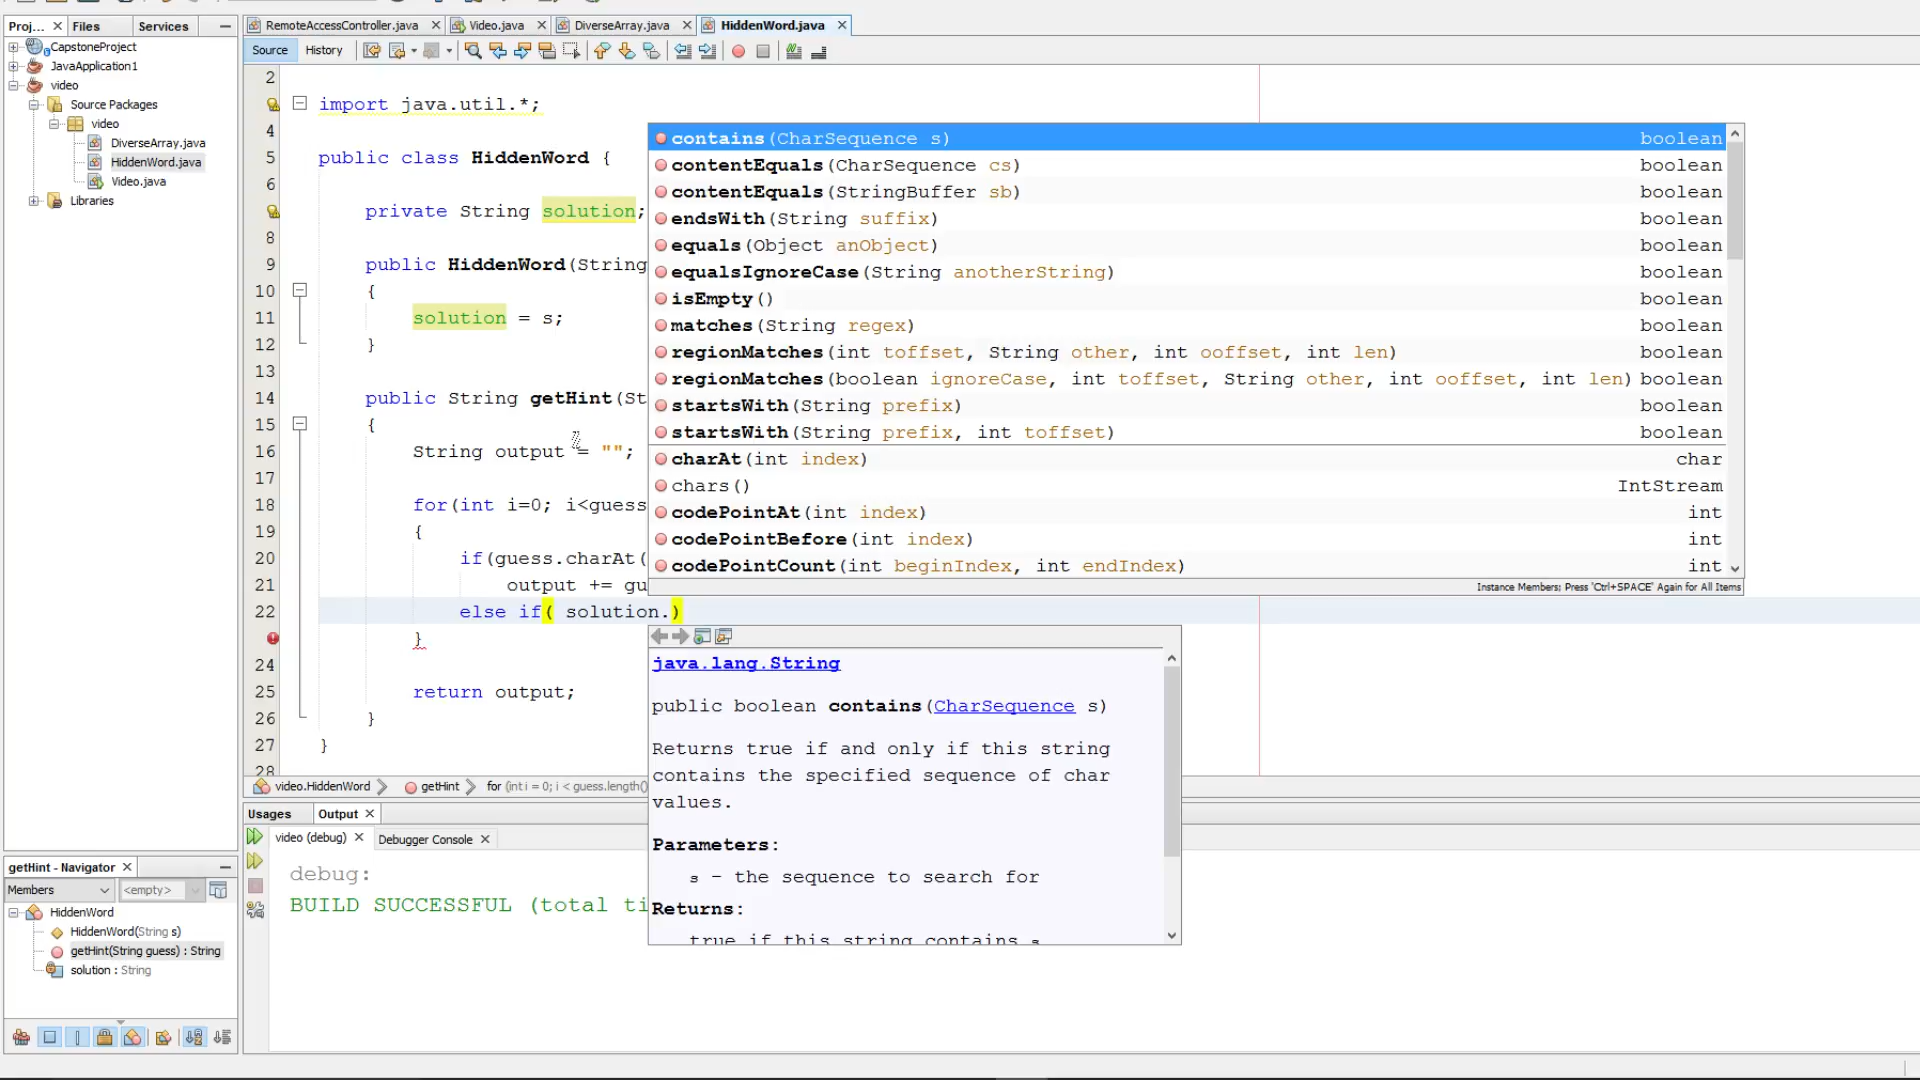 Proj...
Files
Services
RemoteAccessController.java
Video.java
DiverseArray.java
HiddenWord.java
CapstoneProject
JavaApplication1
video
Source Packages
video
DiverseArray.java
HiddenWord.java
Video.java
Libraries
Source
History
2
import java.util.*;
4
5 public class HiddenWord {
6
private String solution;
8
9 public HiddenWord(String
10 {
11 solution = s;
12 }
13
14 public String getHint(St
15 {
16 String output = "";
17
18 for(int i=0; i<guess
19 {
20 if(guess.charAt(
21 output += gu
22 else if( solution.)
}
24
25 return output;
26 }
27 }
28
contains(CharSequence s) boolean
contentEquals(CharSequence cs) boolean
contentEquals(StringBuffer sb) boolean
endsWith(String suffix) boolean
equals(Object anObject) boolean
equalsIgnoreCase(String anotherString) boolean
isEmpty() boolean
matches(String regex) boolean
regionMatches(int toffset, String other, int ooffset, int len) boolean
regionMatches(boolean ignoreCase, int toffset, String other, int ooffset, int len) boolean
startsWith(String prefix) boolean
startsWith(String prefix, int toffset) boolean
charAt(int index) char
chars() IntStream
codePointAt(int index) int
codePointBefore(int index) int
codePointCount(int beginIndex, int endIndex) int
Instance Members; Press 'Ctrl+SPACE' Again for All Items
java.lang.String
public boolean contains(CharSequence s)
Returns true if and only if this string
contains the specified sequence of char
values.
Parameters:
s - the sequence to search for
Returns:
true if this string contains s
video.HiddenWord
getHint
for (int i = 0; i < guess.length()
Usages
Output
video (debug)
Debugger Console
debug:
BUILD SUCCESSFUL (total ti
getHint - Navigator
Members
<empty>
HiddenWord
HiddenWord(String s)
getHint(String guess) : String
solution : String